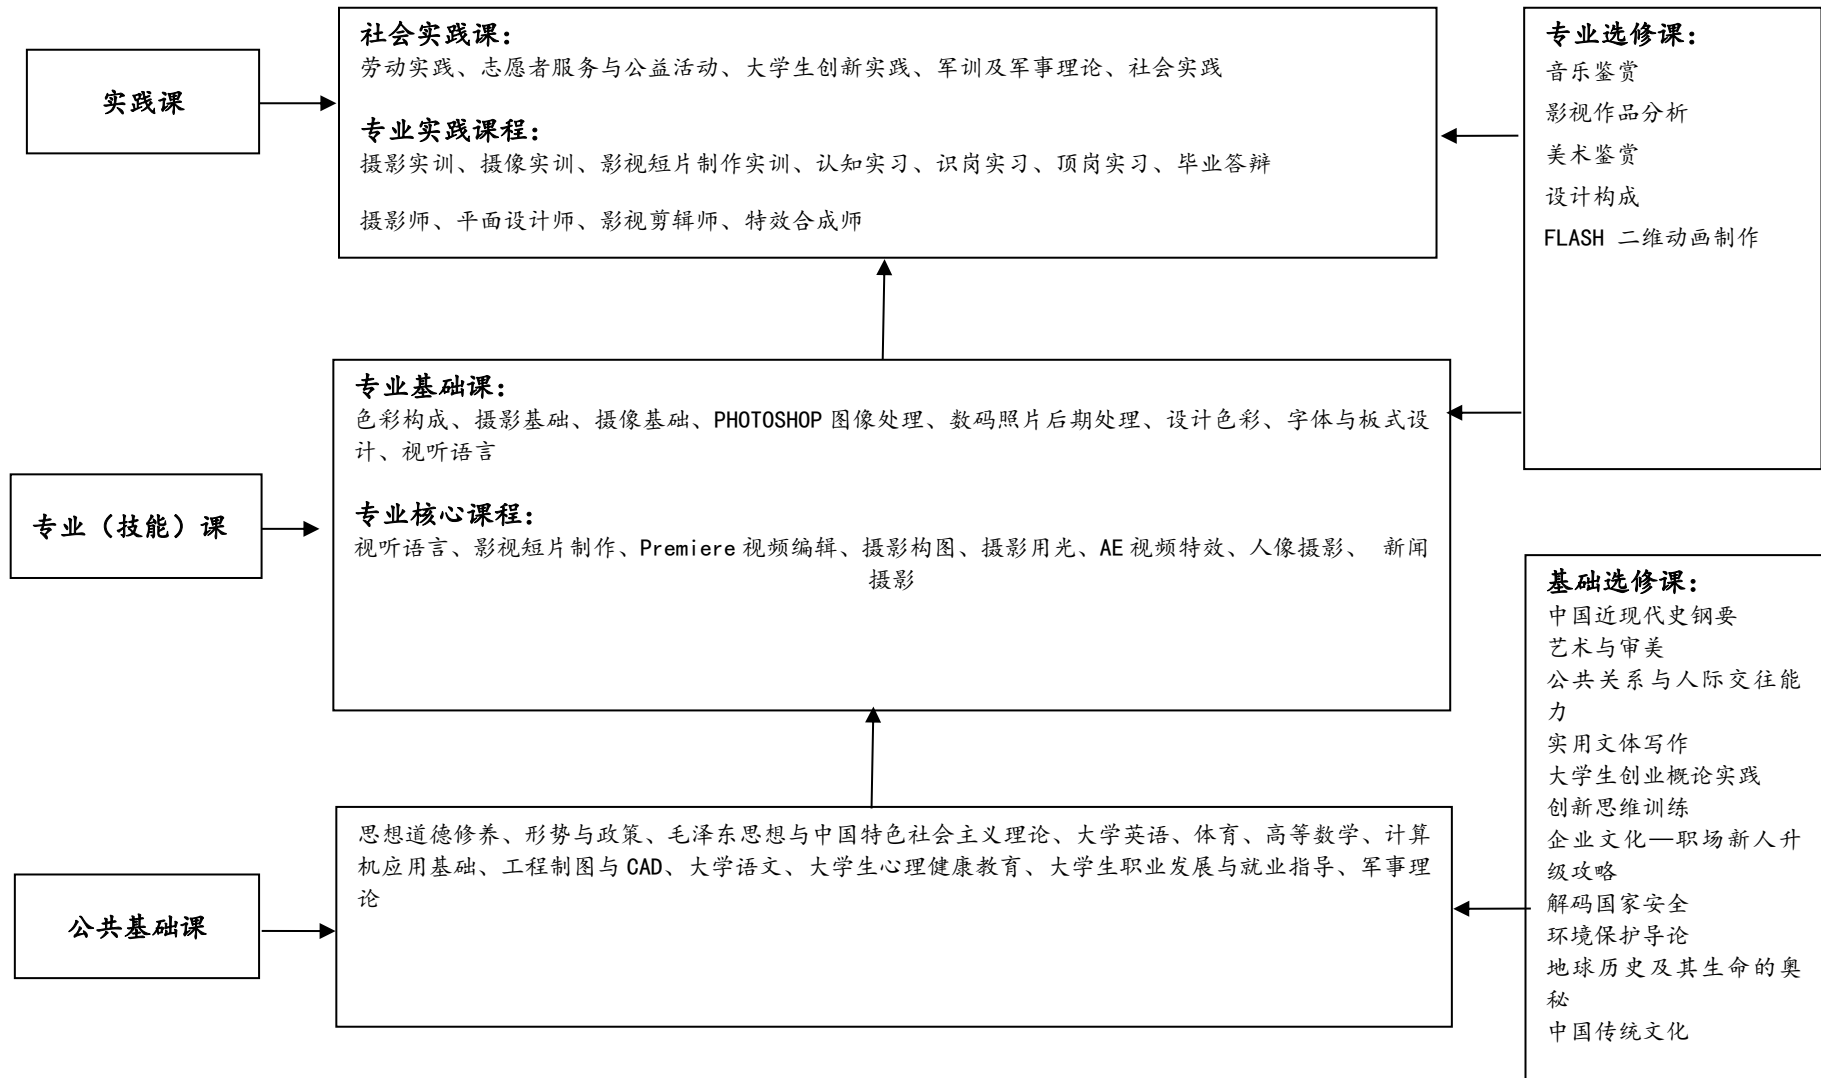 实践课
社会实践课：
劳动实践、志愿者服务与公益活动、大学生创新实践、军训及军事理论、社会实践
专业实践课程：
摄影实训、摄像实训、影视短片制作实训、认知实习、识岗实习、顶岗实习、毕业答辩
摄影师、平面设计师、影视剪辑师、特效合成师
专业选修课：
音乐鉴赏
影视作品分析
美术鉴赏
设计构成
FLASH 二维动画制作
专业（技能）课
专业基础课：
色彩构成、摄影基础、摄像基础、PHOTOSHOP 图像处理、数码照片后期处理、设计色彩、字体与板式设
计、视听语言
专业核心课程：
视听语言、影视短片制作、Premiere 视频编辑、摄影构图、摄影用光、AE 视频特效、人像摄影、 新闻
摄影
公共基础课
思想道德修养、形势与政策、毛泽东思想与中国特色社会主义理论、大学英语、体育、高等数学、计算
机应用基础、工程制图与 CAD、大学语文、大学生心理健康教育、大学生职业发展与就业指导、军事理
论
基础选修课：
中国近现代史钢要
艺术与审美
公共关系与人际交往能
力
实用文体写作
大学生创业概论实践
创新思维训练
企业文化—职场新人升
级攻略
解码国家安全
环境保护导论
地球历史及其生命的奥
秘
中国传统文化